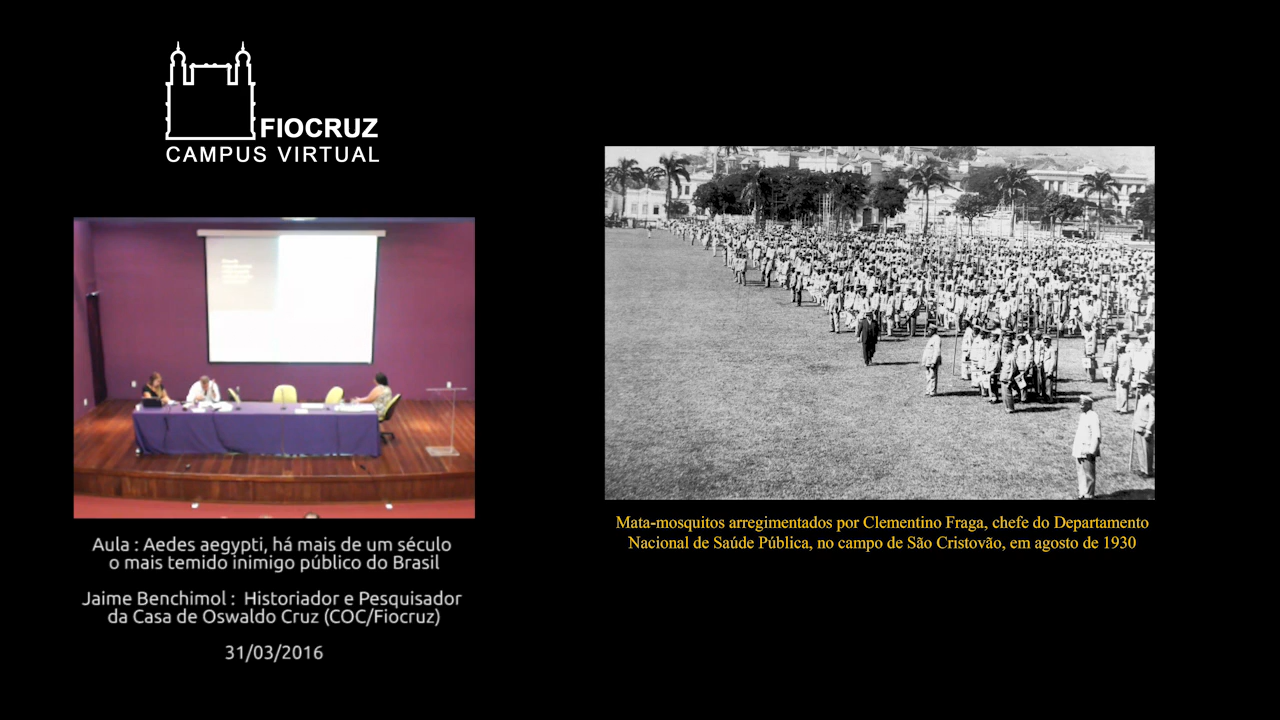 FIOCRUZ
CAMPUS VIRTUAL
Aula : Aedes aegypti, há mais de um século
o mais temido inimigo público do Brasil
Jaime Benchimol : Historiador e Pesquisador
da Casa de Oswaldo Cruz (COC/Fiocruz)
31/03/2016
Mata-mosquitos arregimentados por Clementino Fraga, chefe do Departamento
Nacional de Saúde Pública, no campo de São Cristovão, em agosto de 1930